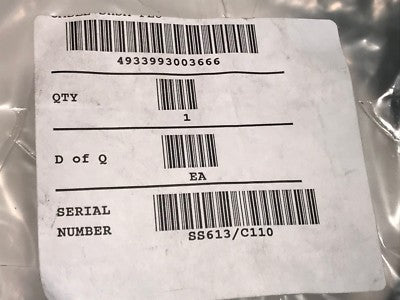 4933993003666
QTY
1
D of Q
EA
SERIAL
NUMBER
SS613/C110